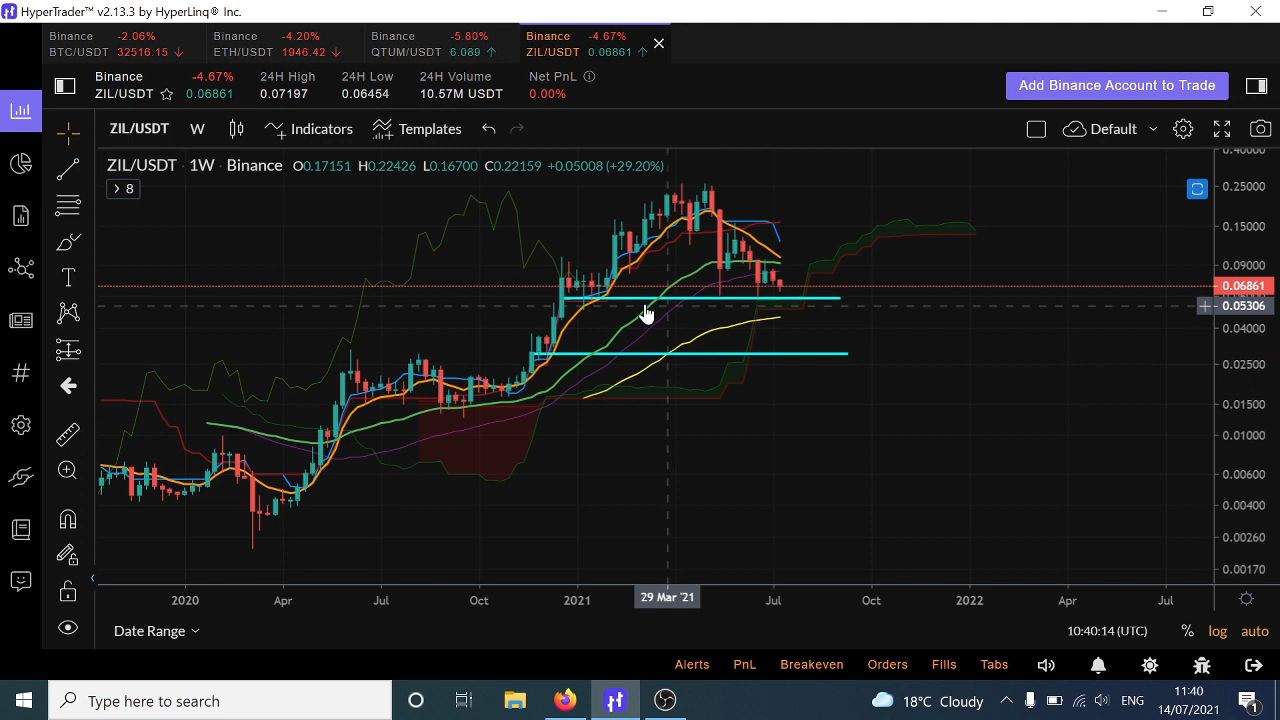 HyperTrader™ v2.13.3 by HyperLinq® Inc.
Binance -2.06%
BTC/USDT 32516.15 ↓
Binance -4.20%
ETH/USDT 1946.42 ↓
Binance -5.80%
QTUM/USDT 6.089 ↑
Binance -4.67%
ZIL/USDT 0.06861 ↑
Binance -4.67% 24H High 24H Low 24H Volume Net PnL
ZIL/USDT 0.06861 0.07197 0.06454 10.57M USDT 0.00%
Add Binance Account to Trade
ZIL/USDT W Indicators Templates Default
ZIL/USDT · 1W · Binance O0.17151 H0.22426 L0.16700 C0.22159 +0.05008 (+29.20%)
> 8
0.25000
0.15000
0.09000
0.06861
0.05306
0.04000
0.02500
0.01500
0.01000
0.00600
0.00400
0.00260
0.00170
2020 Apr Jul Oct 2021 29 Mar '21 Jul Oct 2022 Apr Jul
Date Range 10:40:14 (UTC) % log auto
Alerts PnL Breakeven Orders Fills Tabs
Type here to search
18°C Cloudy
ENG
11:40
14/07/2021
1